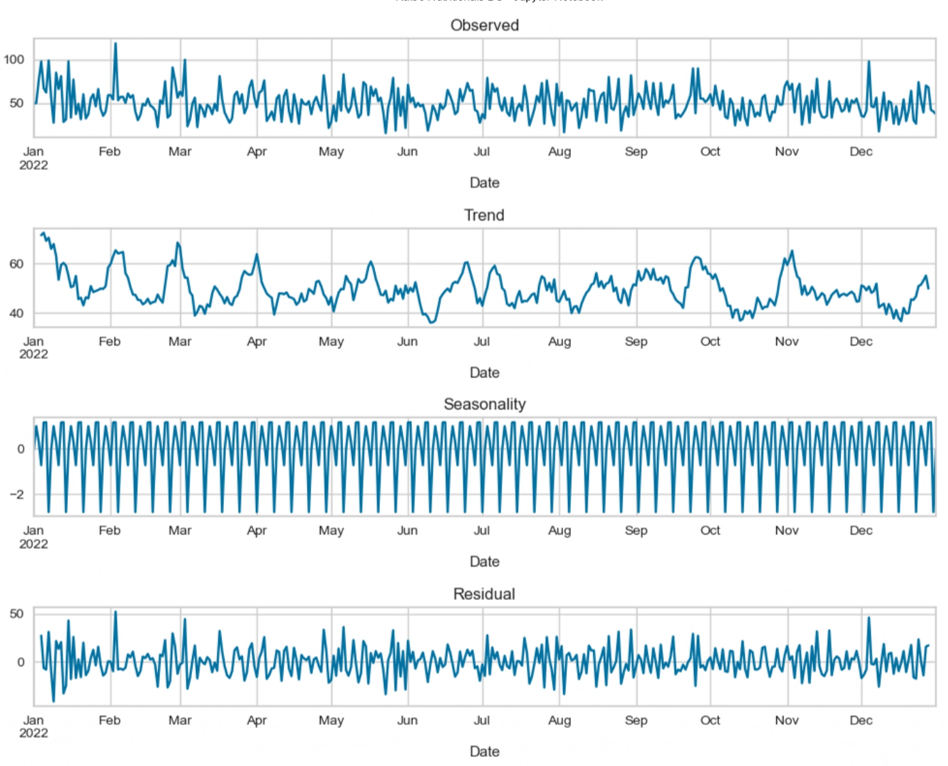 Observed
100
50
Jan Feb Mar Apr May Jun Jul Aug Sep Oct Nov Dec
2022
Date
Trend
60
40
Jan Feb Mar Apr May Jun Jul Aug Sep Oct Nov Dec
2022
Date
Seasonality
0
−2
Jan Feb Mar Apr May Jun Jul Aug Sep Oct Nov Dec
2022
Date
Residual
50
0
Jan Feb Mar Apr May Jun Jul Aug Sep Oct Nov Dec
2022
Date